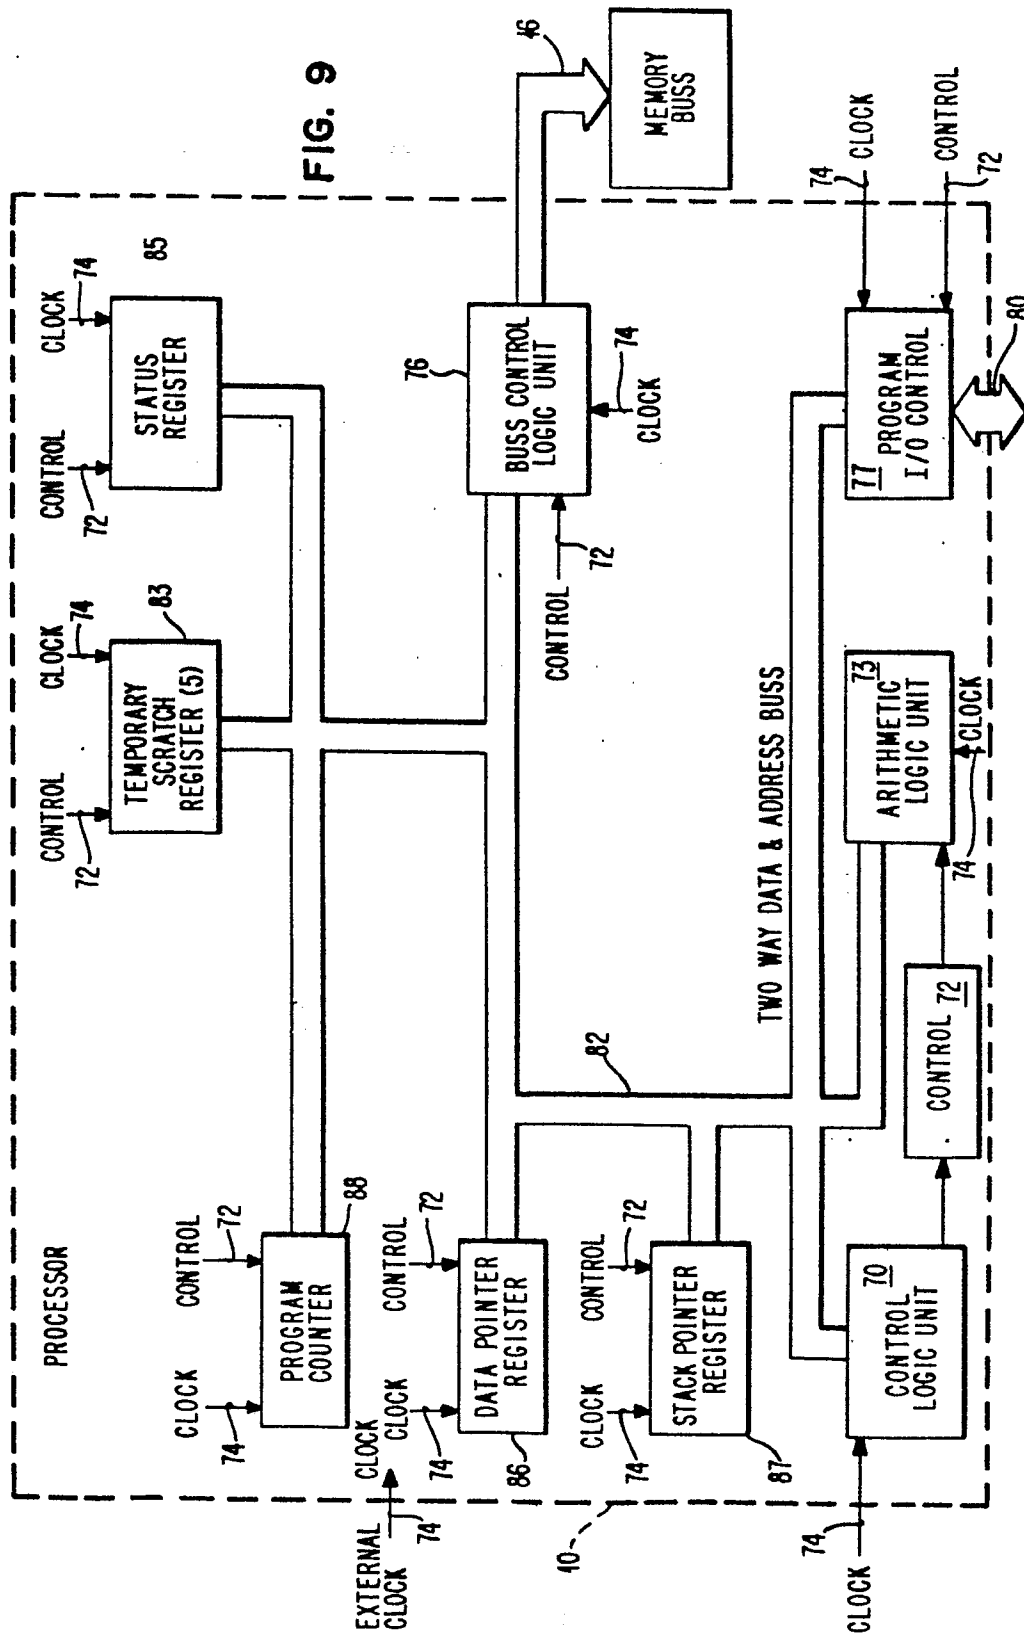 FIG. 9
PROCESSOR
CONTROL
72
CLOCK
74
TEMPORARY
SCRATCH
REGISTER (5)
83
CONTROL
72
CLOCK
74
STATUS
REGISTER
85
CLOCK
74
CONTROL
72
PROGRAM
COUNTER
88
EXTERNAL
CLOCK
74
CLOCK
CLOCK
74
CONTROL
72
DATA POINTER
REGISTER
86
CONTROL
72
BUSS CONTROL
LOGIC UNIT
76
CLOCK
74
46
MEMORY
BUSS
CLOCK
74
CONTROL
72
STACK POINTER
REGISTER
87
82
TWO WAY DATA & ADDRESS BUSS
10
CLOCK
74
70
CONTROL
LOGIC UNIT
CONTROL 72
73
ARITHMETIC
LOGIC UNIT
74
CLOCK
77 PROGRAM
I/O CONTROL
74
CLOCK
CONTROL
72
80